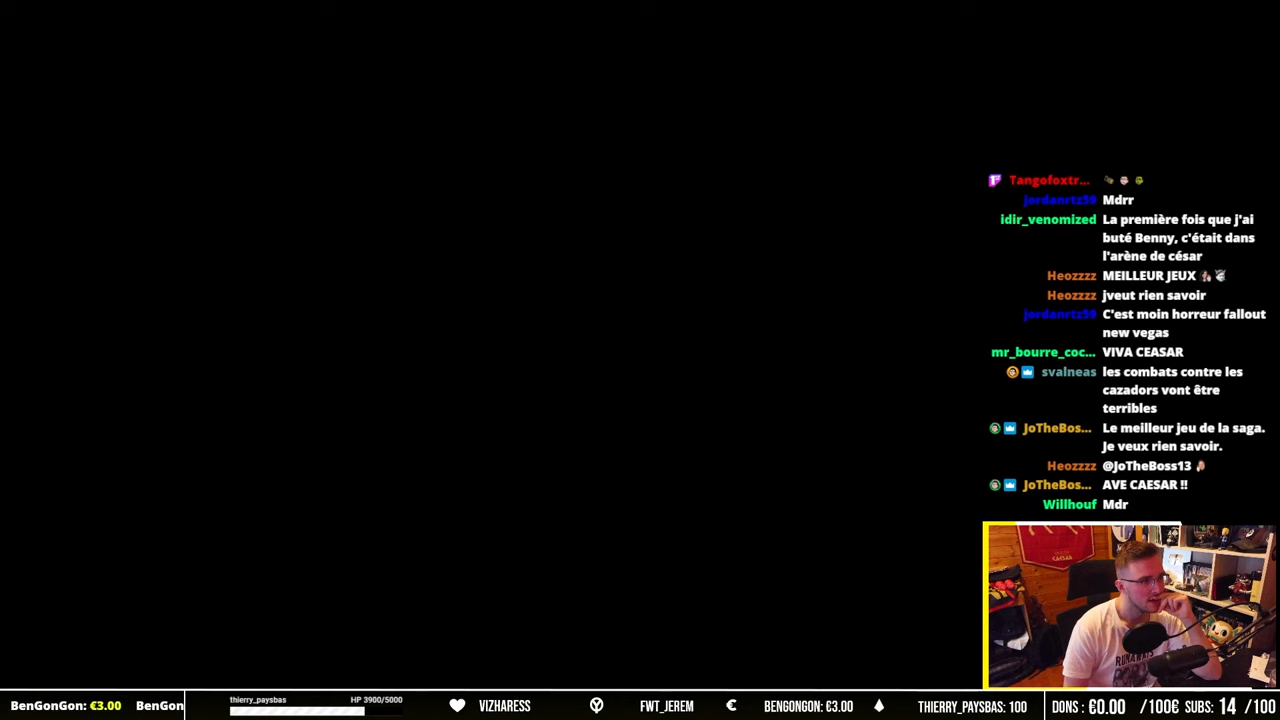 Tangofoxtr...
jordanrtz59 Mdrr
idir_venomized La première fois que j'ai
buté Benny, c'était dans
l'arène de césar
Heozzzz MEILLEUR JEUX
Heozzzz jveut rien savoir
jordanrtz59 C'est moin horreur fallout
new vegas
mr_bourre_coc... VIVA CEASAR
svalneas les combats contre les
cazadors vont être
terribles
JoTheBos... Le meilleur jeu de la saga.
Je veux rien savoir.
Heozzzz @JoTheBoss13
JoTheBos... AVE CAESAR !!
Willhouf Mdr
CAESAR
RUNAWAYS
BenGonGon: €3.00 BenGon
thierry_paysbas HP 3900/5000
VIZHARESS
FWT_JEREM
BENGONGON: €3.00
THIERRY_PAYSBAS: 100
DONS : €0.00 /100€ SUBS: 14 /100